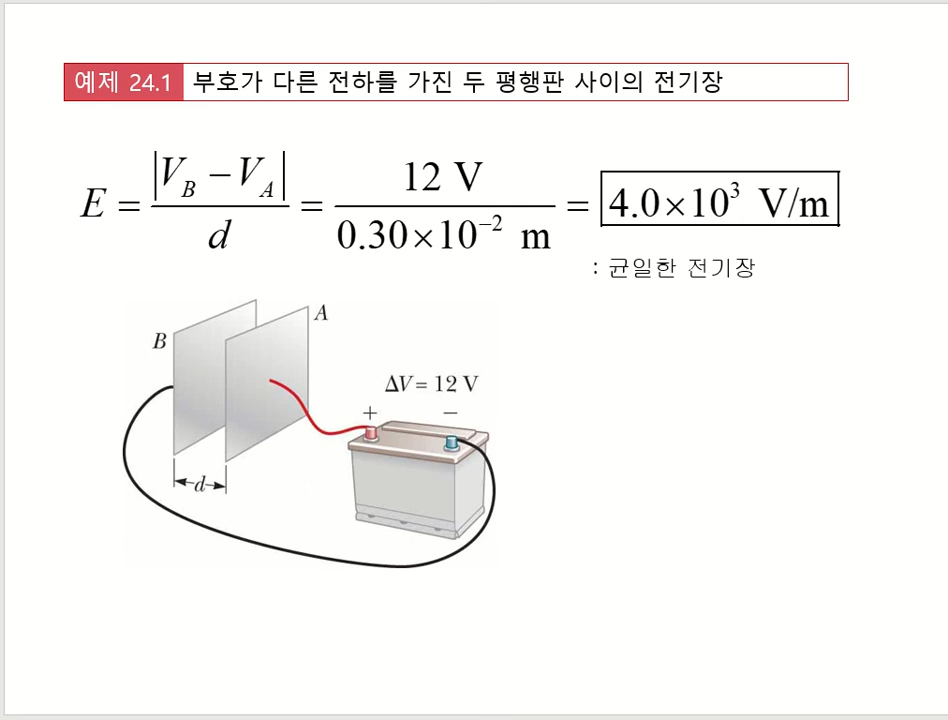 예제 24.1 부호가 다른 전하를 가진 두 평행판 사이의 전기장
E = |V_B − V_A| / d = 12 V / 0.30×10⁻² m = 4.0×10³ V/m
: 균일한 전기장
A
B
ΔV = 12 V
+ −
d